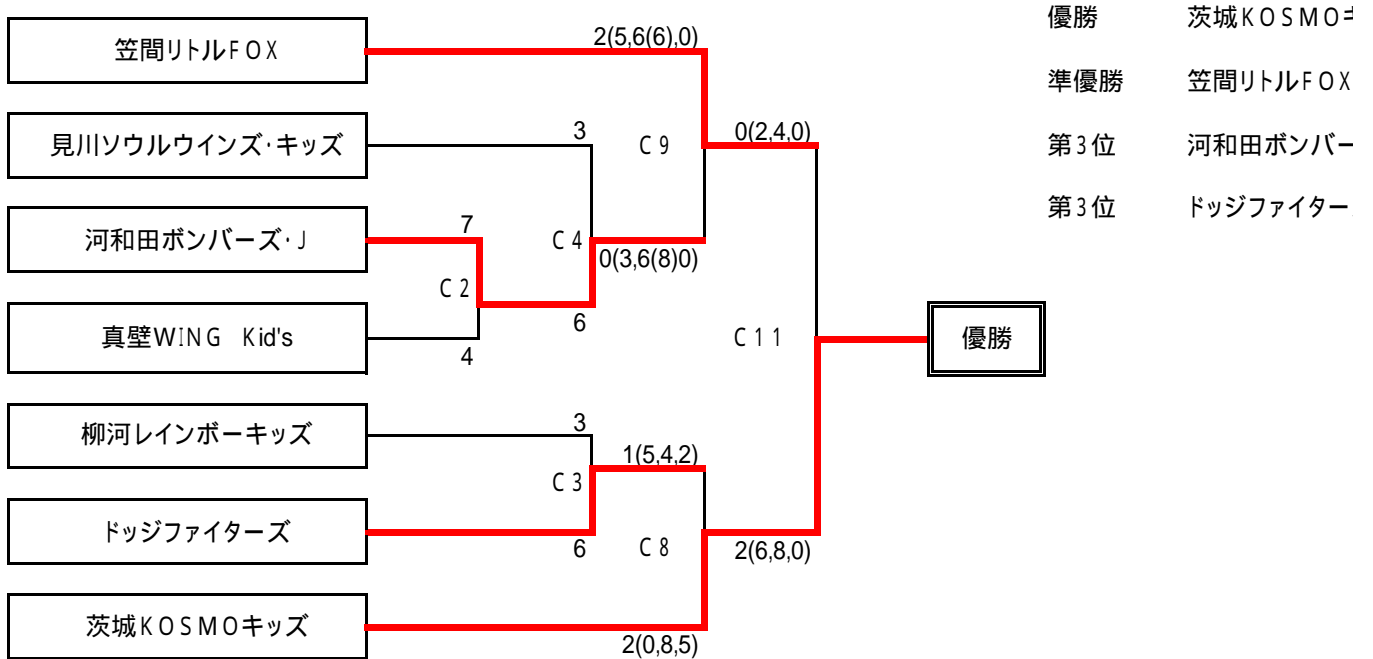 笠間リトルFOX
見川ソウルウインズ・キッズ
河和田ボンバーズ・J
真壁WING Kid's
柳河レインボーキッズ
ドッジファイターズ
茨城KOSMOキッズ
2(5,6(6),0)
3
C9
0(2,4,0)
7
C4
0(3,6(8)0)
C2
6
4
C11
優勝
3
1(5,4,2)
C3
6
C8
2(6,8,0)
2(0,8,5)
優勝 茨城KOSMOキ
準優勝 笠間リトルFOX
第3位 河和田ボンバー
第3位 ドッジファイター